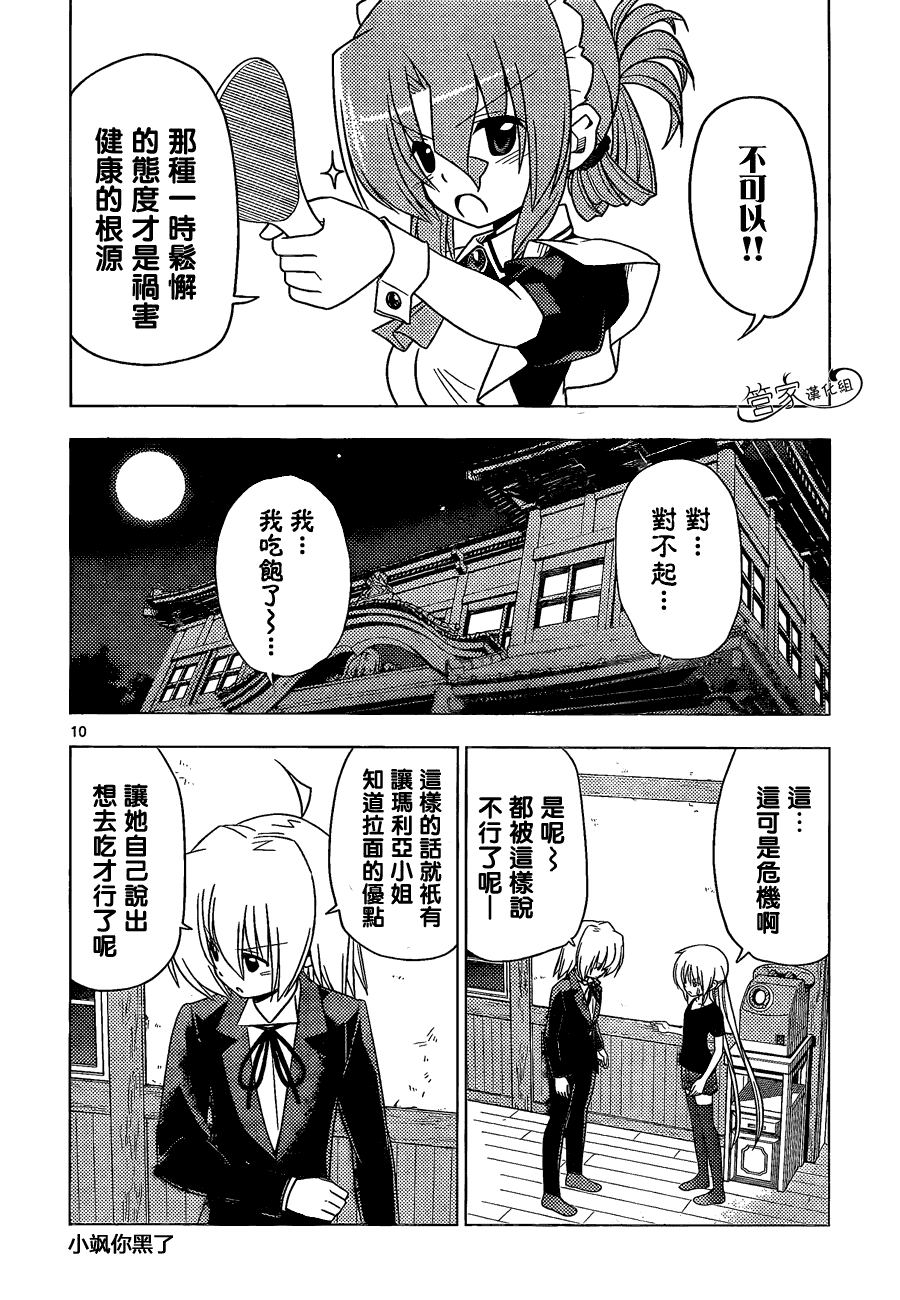 不可以!!
那種一時鬆懈
的態度才是禍害
健康的根源
管家漢化組
對…
對不起…
我…
我吃飽了～…
10
這…
這可是危機啊
是呢～
都被這樣說
不行了呢—
這樣的話就祇有
讓瑪利亞小姐
知道拉面的優點
讓她自己說出
想去吃才行了呢
小飒你黑了